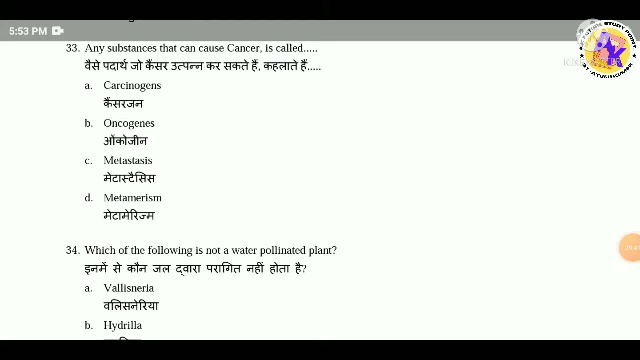 5:53 PM
33. Any substances that can cause Cancer, is called.....
वैसे पदार्थ जो कैंसर उत्पन्न कर सकते हैं, कहलाते हैं.....
a. Carcinogens
कैंसरजन
b. Oncogenes
ओंकोजीन
c. Metastasis
मेटास्टैसिस
d. Metamerism
मेटामेरिज्म
34. Which of the following is not a water pollinated plant?
इनमें से कौन जल द्वारा परागित नहीं होता है?
a. Vallisneria
वलिसनेरिया
b. Hydrilla